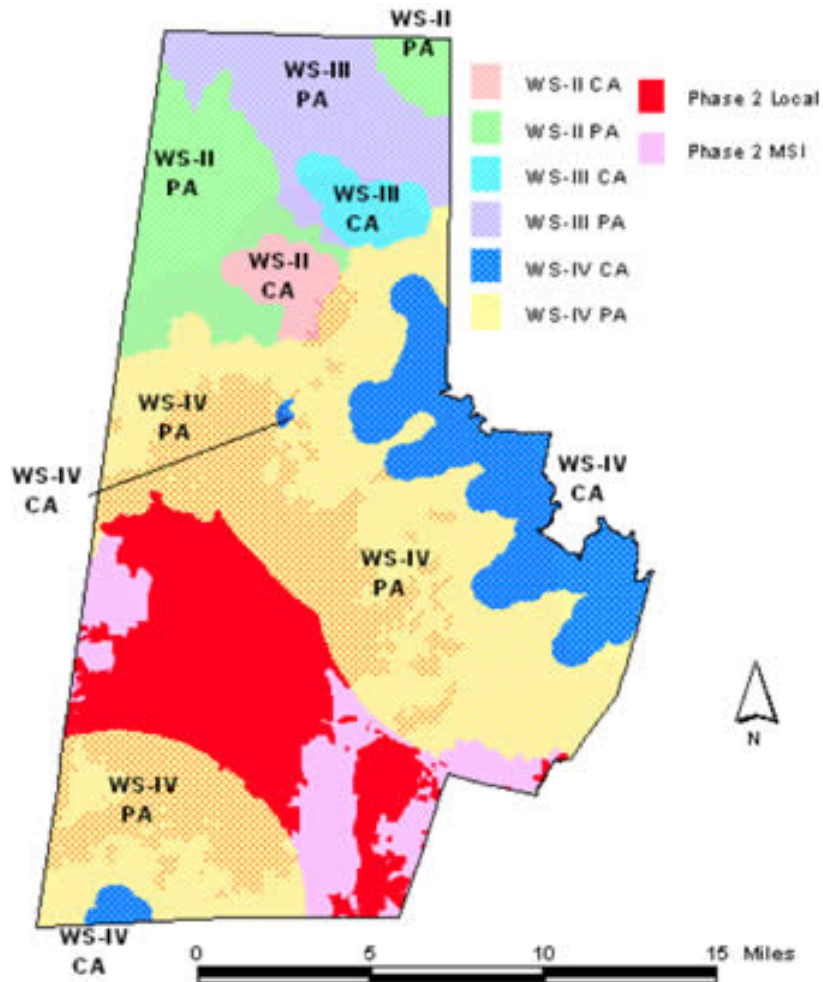 WS-II
PA
WS-III
PA
WS-II
PA
WS-III
CA
WS-II
CA
WS-IV
PA
WS-IV
CA
WS-IV
CA
WS-IV
PA
WS-IV
PA
WS-IV
CA
WS-II CA
WS-II PA
WS-III CA
WS-III PA
WS-IV CA
WS-IV PA
Phase 2 Local
Phase 2 MSI
N
0 5 10 15 Miles